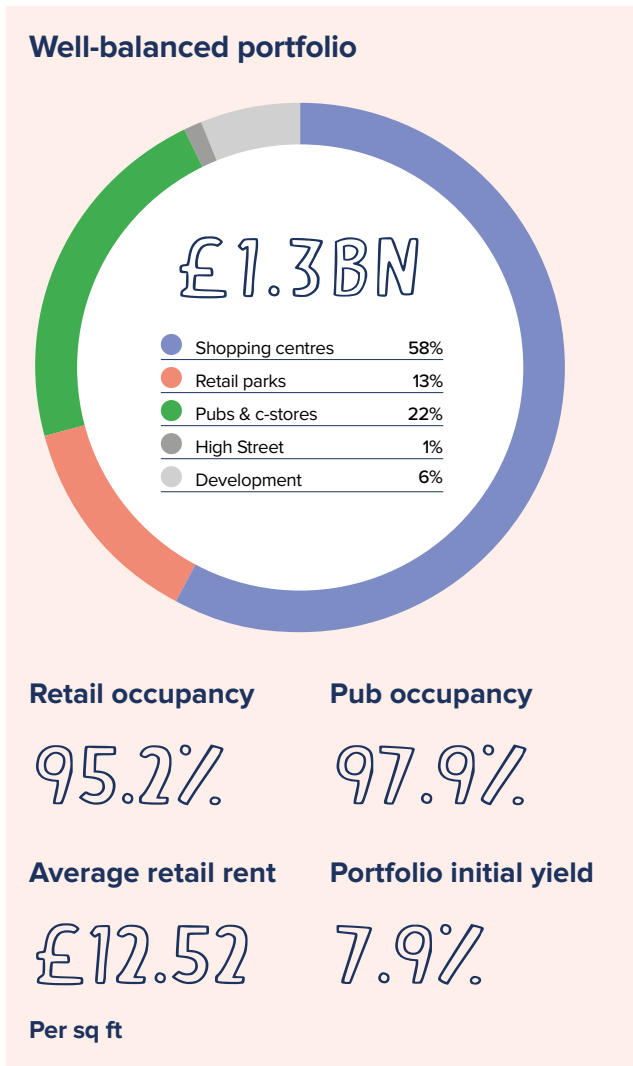 Well-balanced portfolio
£1.3BN
Shopping centres 58%
Retail parks 13%
Pubs & c-stores 22%
High Street 1%
Development 6%
Retail occupancy
95.2%
Pub occupancy
97.9%
Average retail rent
£12.52
Per sq ft
Portfolio initial yield
7.9%